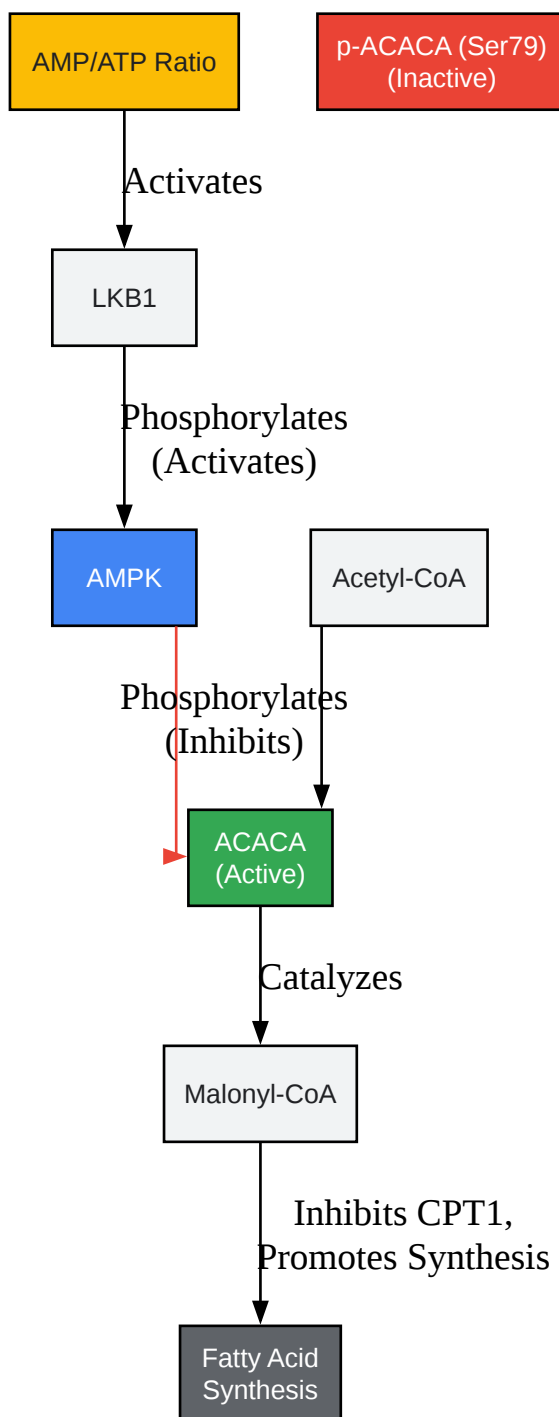 AMP/ATP Ratio
p-ACACA (Ser79)
(Inactive)
Activates
LKB1
Phosphorylates
(Activates)
AMPK
Acetyl-CoA
Phosphorylates
(Inhibits)
ACACA
(Active)
Catalyzes
Malonyl-CoA
Inhibits CPT1,
Promotes Synthesis
Fatty Acid
Synthesis